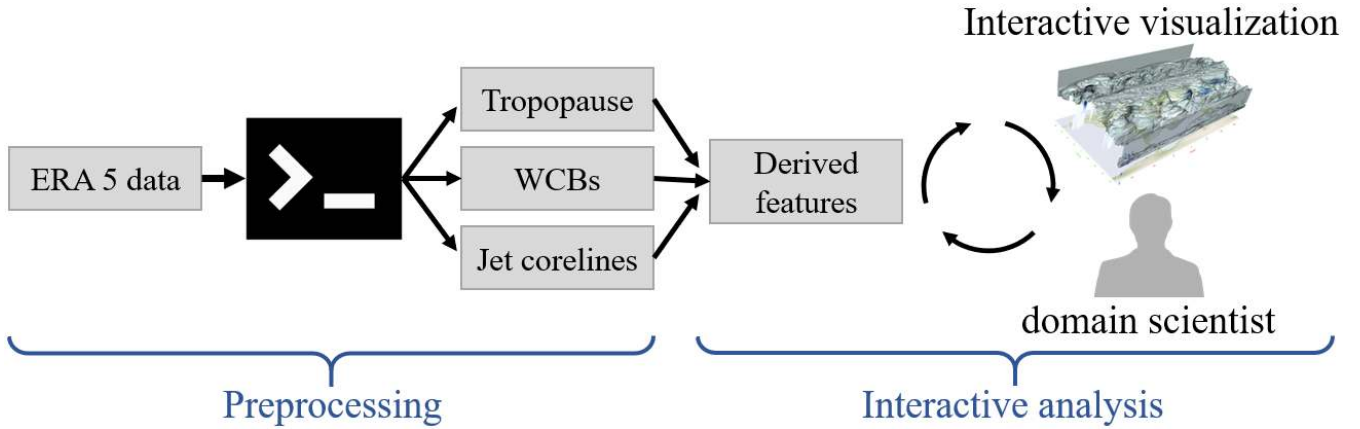 Interactive visualization
Tropopause
ERA 5 data
WCBs
Derived
features
Jet corelines
domain scientist
Preprocessing
Interactive analysis